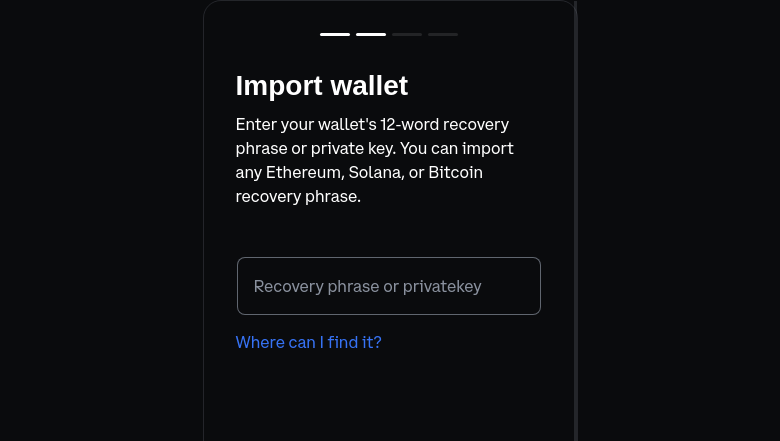 Import wallet
Enter your wallet's 12-word recovery
phrase or private key. You can import
any Ethereum, Solana, or Bitcoin
recovery phrase.
Recovery phrase or privatekey
Where can I find it?